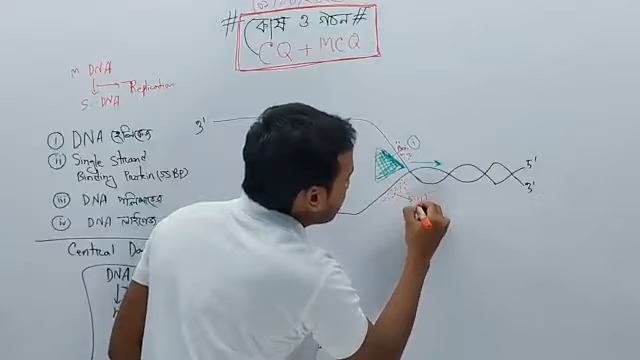 # কোষ ও গঠন #
CQ + MCQ
m DNA
Replication
S. DNA
i DNA হেলিকেজ
ii Single Strand
Binding Protein (SSBP)
iii DNA পলিমারেজ
iv DNA লাইগেজ
Central Do
DNA
3'
i
5'
3'